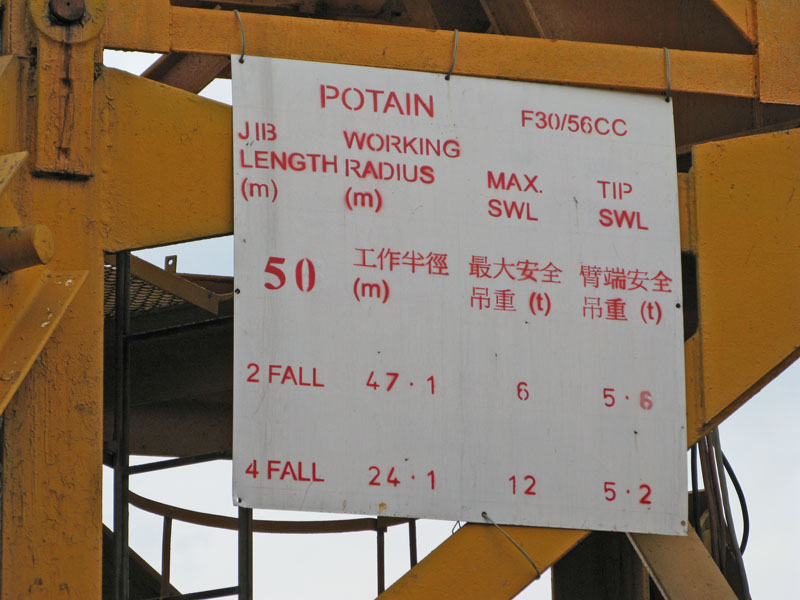 POTAIN F30/56CC
JIB LENGTH (m)
WORKING RADIUS (m)
MAX. SWL
TIP SWL
50
工作半徑 (m)
最大安全吊重 (t)
臂端安全吊重 (t)
2 FALL 47·1 6 5·6
4 FALL 24·1 12 5·2